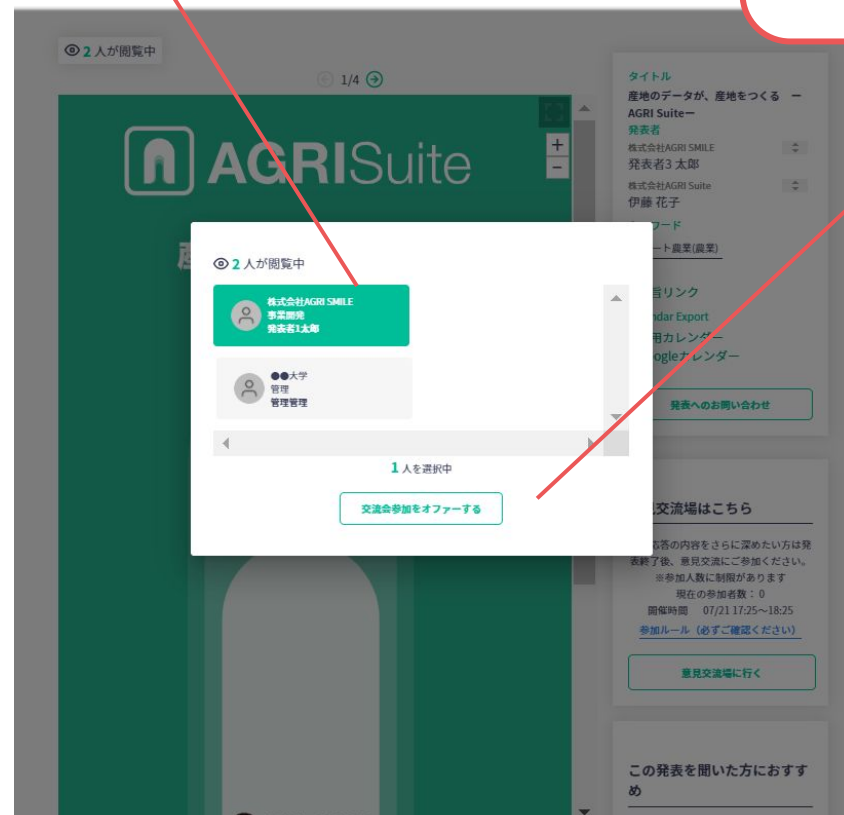 2 人が閲覧中
1/4
AGRISuite
+
−
2 人が閲覧中
株式会社AGRI SMILE
事業開発
発表者1太郎
●●大学
管理
管理管理
1 人を選択中
交流会参加をオファーする
タイトル
産地のデータが、産地をつくる ー
AGRI Suiteー
発表者
株式会社AGRI SMILE
発表者3 太郎
株式会社AGRI Suite
伊藤 花子
ワード
ート農業(農業)
旨リンク
ndar Export
用カレンダー
ogleカレンダー
発表へのお問い合わせ
交流場はこちら
応答の内容をさらに深めたい方は発
表終了後、意見交流にご参加ください。
※参加人数に制限があります
現在の参加者数：0
開催時間 07/21 17:25～18:25
参加ルール（必ずご確認ください）
意見交流場に行く
この発表を聞いた方におすす
め